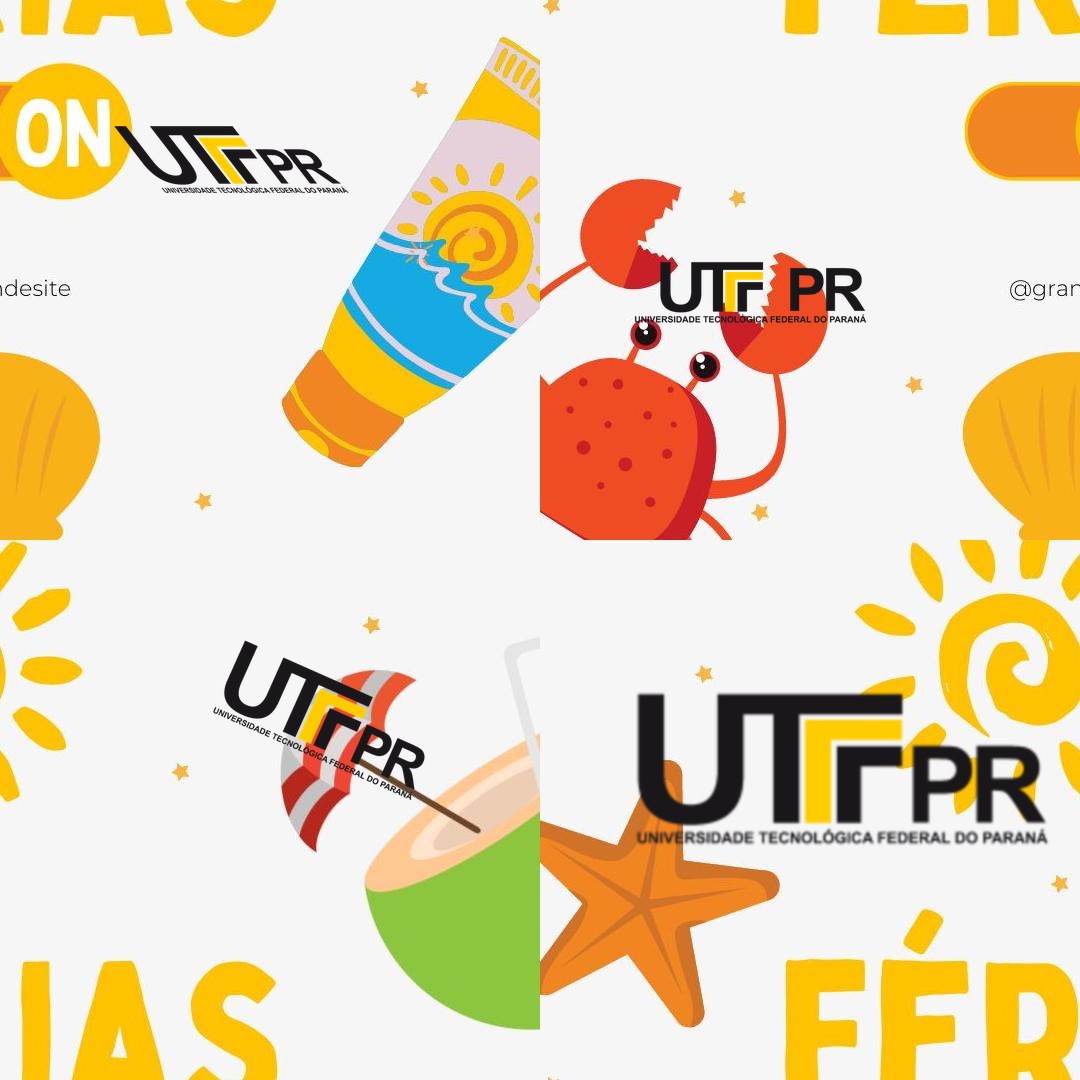 IAS
ON
UTFPR
UNIVERSIDADE TECNOLÓGICA FEDERAL DO PARANÁ
ndesite
FER
UTFPR
UNIVERSIDADE TECNOLÓGICA FEDERAL DO PARANÁ
@gran
UTFPR
UNIVERSIDADE TECNOLÓGICA FEDERAL DO PARANÁ
IAS
UTFPR
UNIVERSIDADE TECNOLÓGICA FEDERAL DO PARANÁ
FÉR